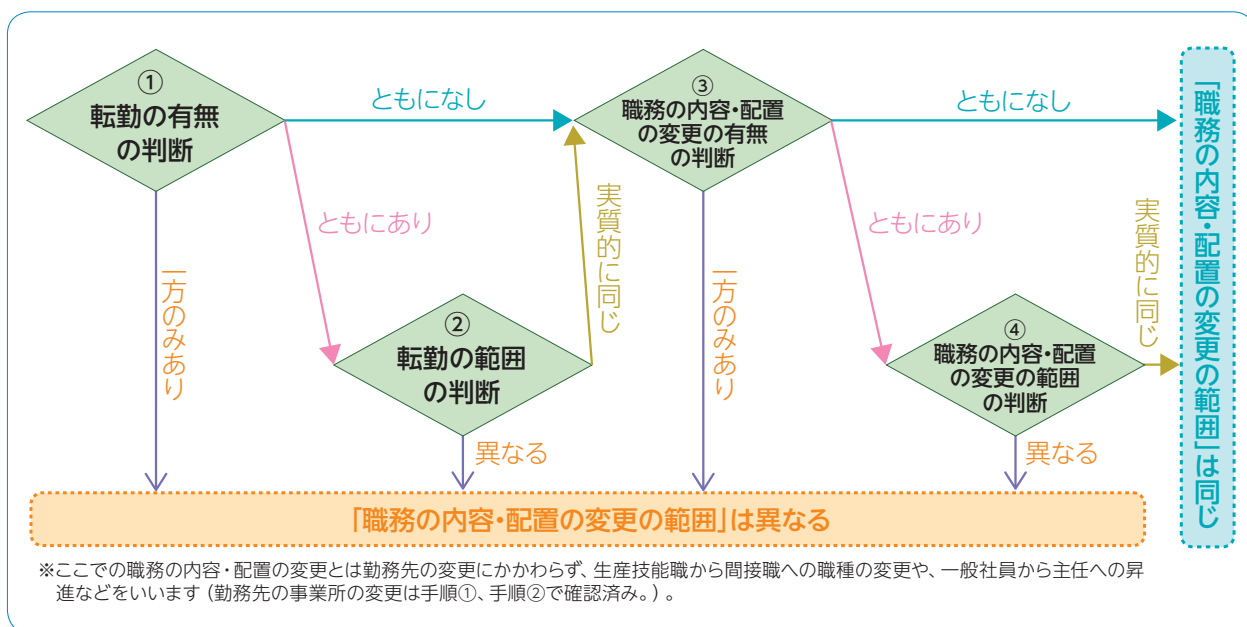 ①
転勤の有無
の判断
ともになし
ともにあり
一方のみあり
②
転勤の範囲
の判断
実質的に同じ
異なる
③
職務の内容・配置
の変更の有無
の判断
ともになし
ともにあり
一方のみあり
④
職務の内容・配置
の変更の範囲
の判断
実質的に同じ
異なる
「職務の内容・配置の変更の範囲」は同じ
「職務の内容・配置の変更の範囲」は異なる
※ここでの職務の内容・配置の変更とは勤務先の変更にかかわらず、生産技能職から間接職への職種の変更や、一般社員から主任への昇
進などをいいます(勤務先の事業所の変更は手順①、手順②で確認済み。)。